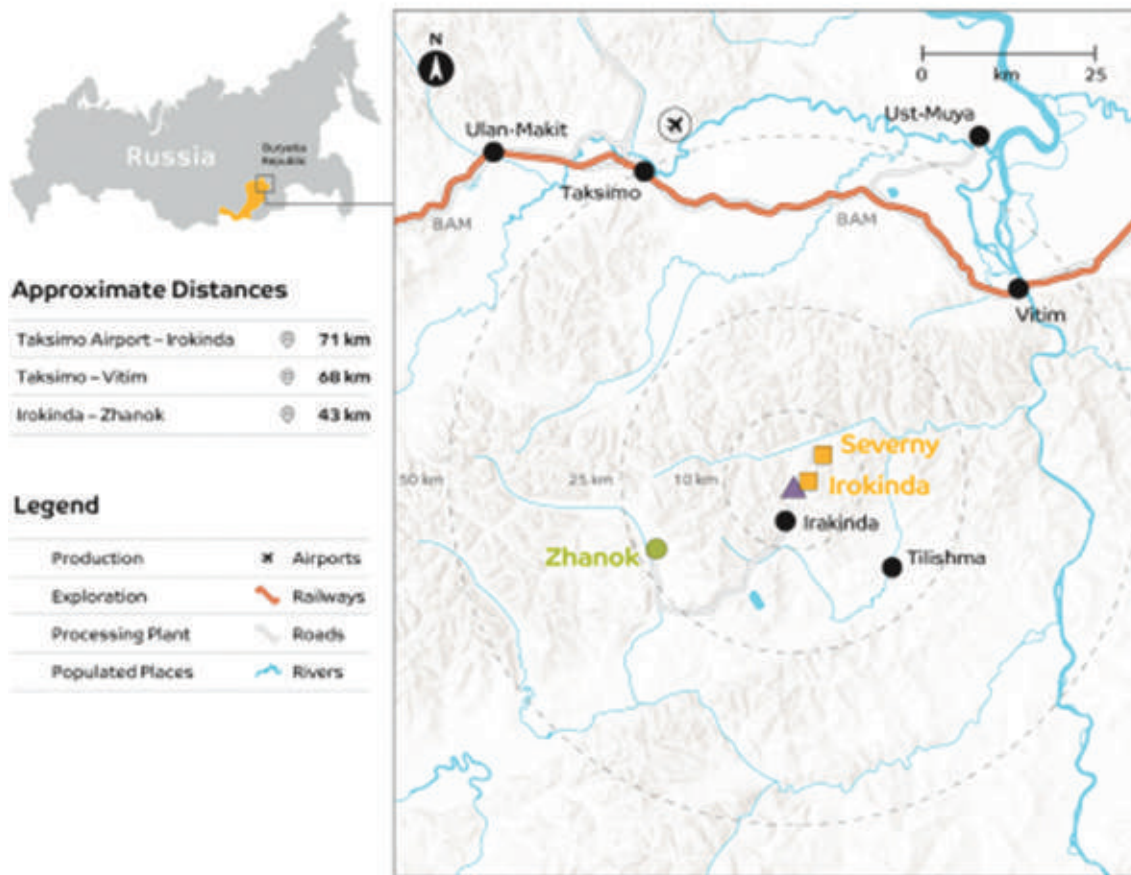 Russia
Buryatia
Republic
Approximate Distances
Taksimo Airport – Irokinda 71 km
Taksimo – Vitim 68 km
Irokinda – Zhanok 43 km
Legend
Production
Airports
Exploration
Railways
Processing Plant
Roads
Populated Places
Rivers
N
0 km 25
Ulan-Makit
Ust-Muya
Taksimo
BAM
BAM
Vitim
Severny
50 km
25 km
10 km
Irokinda
Irakinda
Zhanok
Tilishma